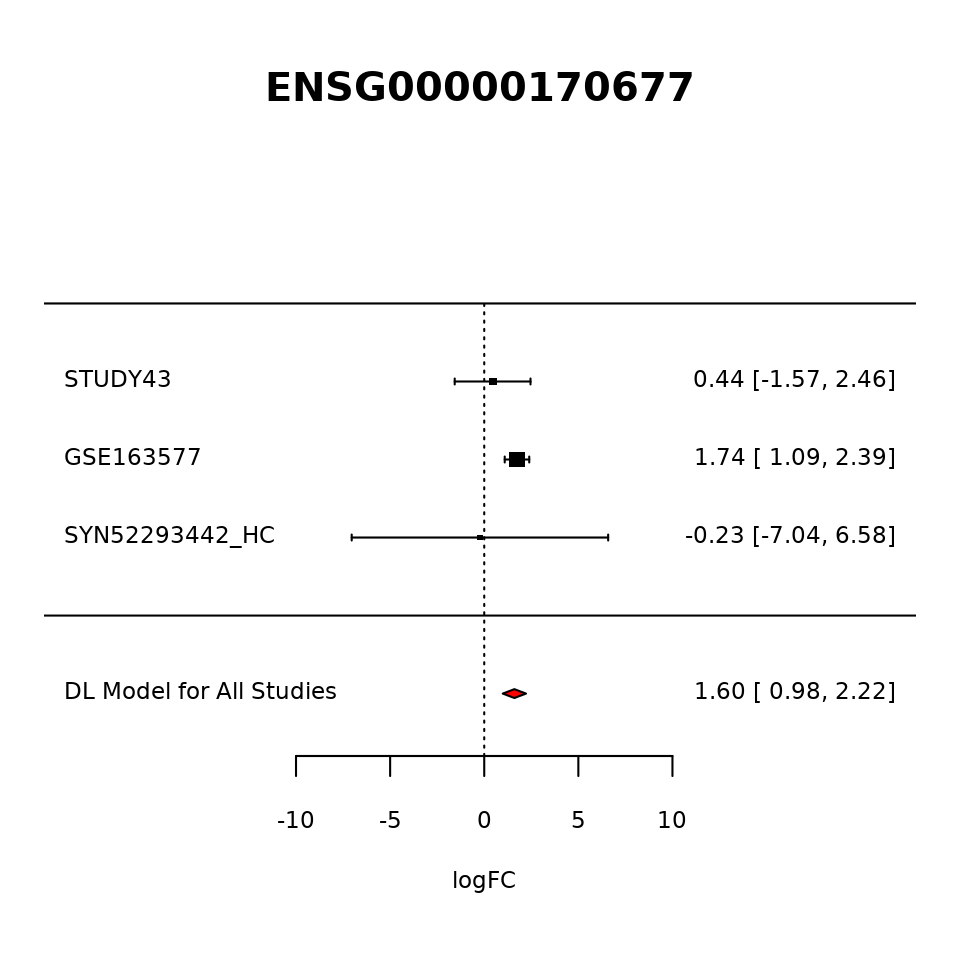 ENSG00000170677
STUDY43 0.44 [-1.57, 2.46]
GSE163577 1.74 [ 1.09, 2.39]
SYN52293442_HC -0.23 [-7.04, 6.58]
DL Model for All Studies 1.60 [ 0.98, 2.22]
-10 -5 0 5 10
logFC